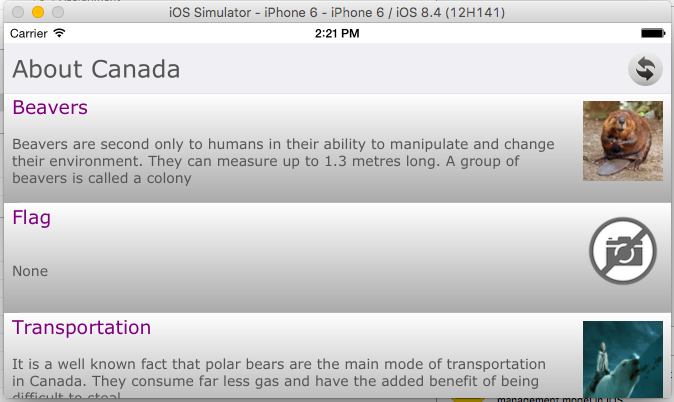 iOS Simulator - iPhone 6 - iPhone 6 / iOS 8.4 (12H141)
Carrier 2:21 PM
About Canada
Beavers
Beavers are second only to humans in their ability to manipulate and change
their environment. They can measure up to 1.3 metres long. A group of
beavers is called a colony
Flag
None
Transportation
It is a well known fact that polar bears are the main mode of transportation
in Canada. They consume far less gas and have the added benefit of being
difficult to steal.
management model in iOS